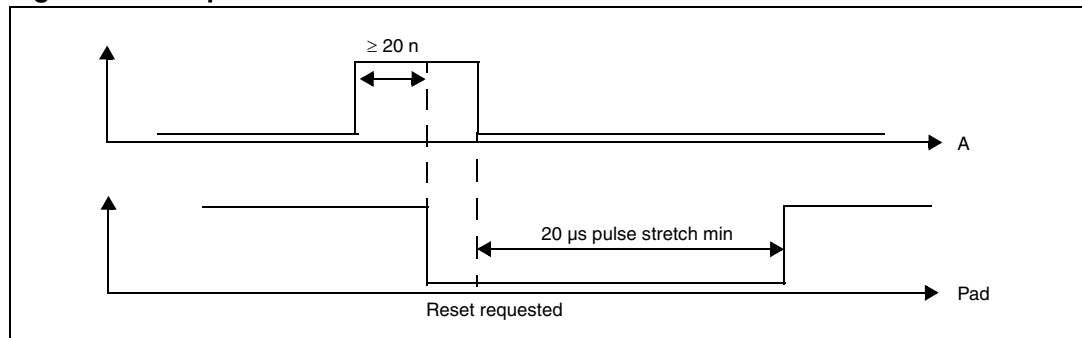 ≥ 20 n
A
20 µs pulse stretch min
Pad
Reset requested